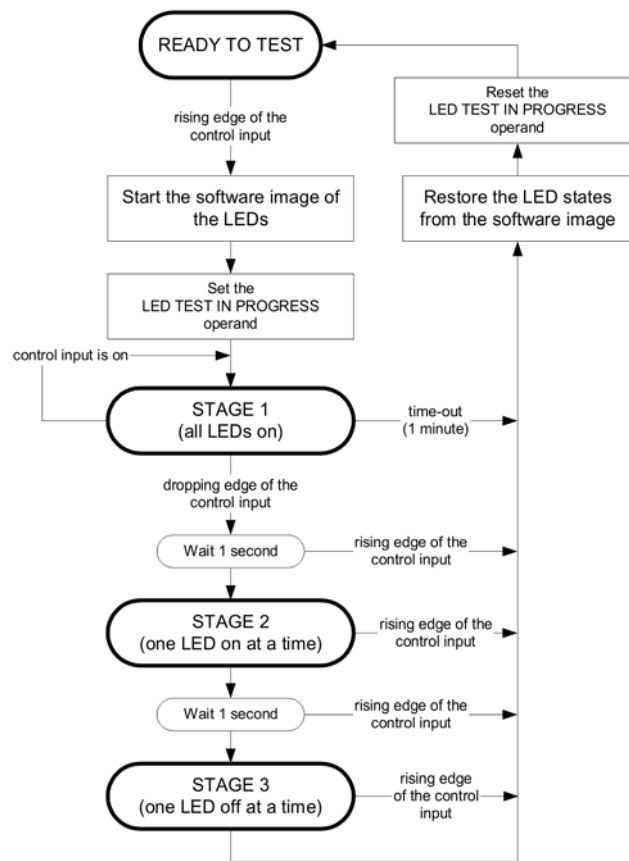 READY TO TEST
Reset the
LED TEST IN PROGRESS
operand
rising edge of the
control input
Start the software image of
the LEDs
Restore the LED states
from the software image
Set the
LED TEST IN PROGRESS
operand
control input is on
STAGE 1
(all LEDs on)
time-out
(1 minute)
dropping edge of the
control input
Wait 1 second
rising edge of the
control input
STAGE 2
(one LED on at a time)
rising edge of the
control input
Wait 1 second
rising edge of the
control input
STAGE 3
(one LED off at a time)
rising edge
of the control
input